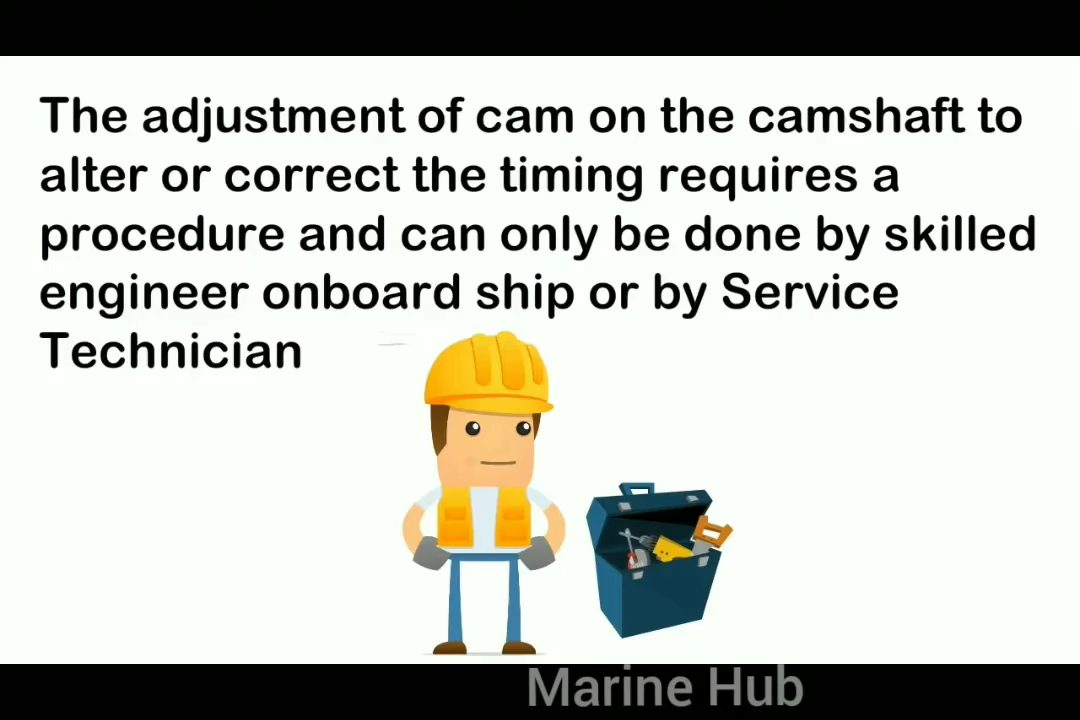 The adjustment of cam on the camshaft to
alter or correct the timing requires a
procedure and can only be done by skilled
engineer onboard ship or by Service
Technician
Marine Hub